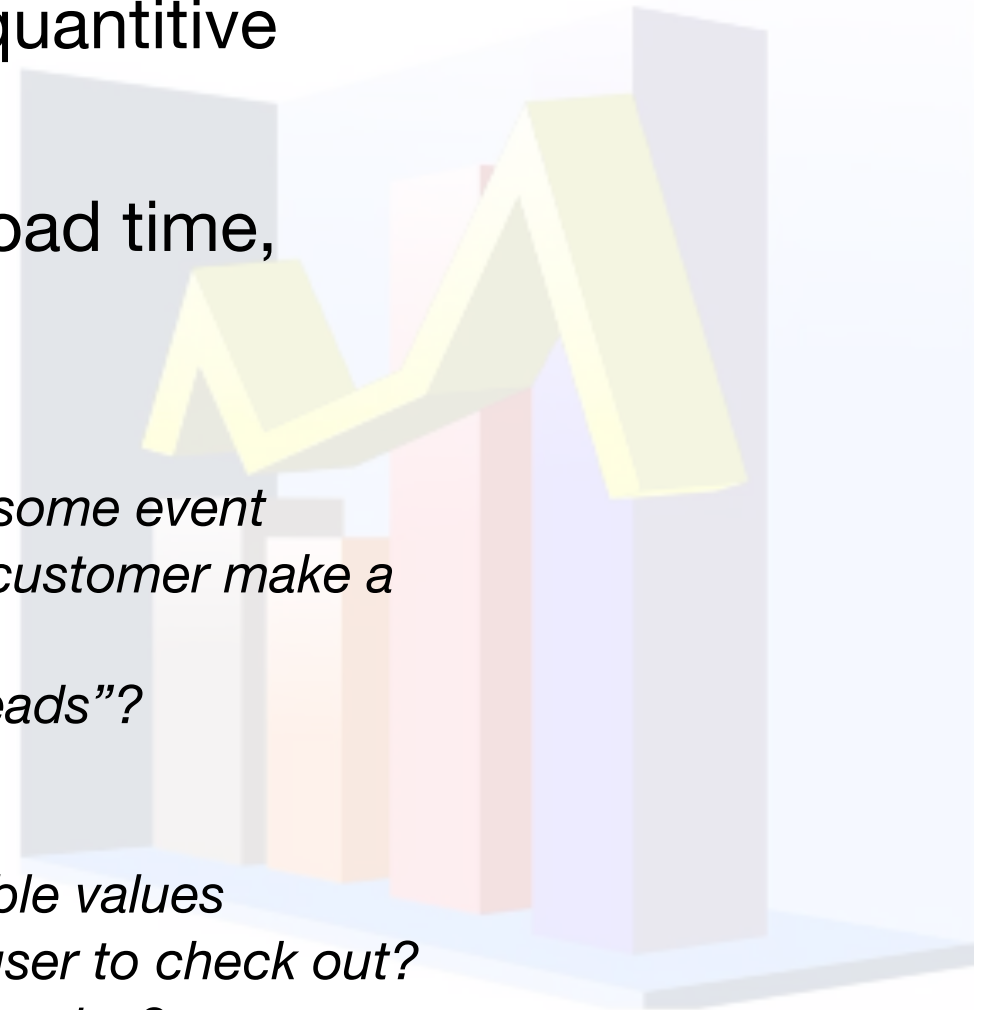 quantitive
oad time,
some event
customer make a
eads”?
ble values
user to check out?